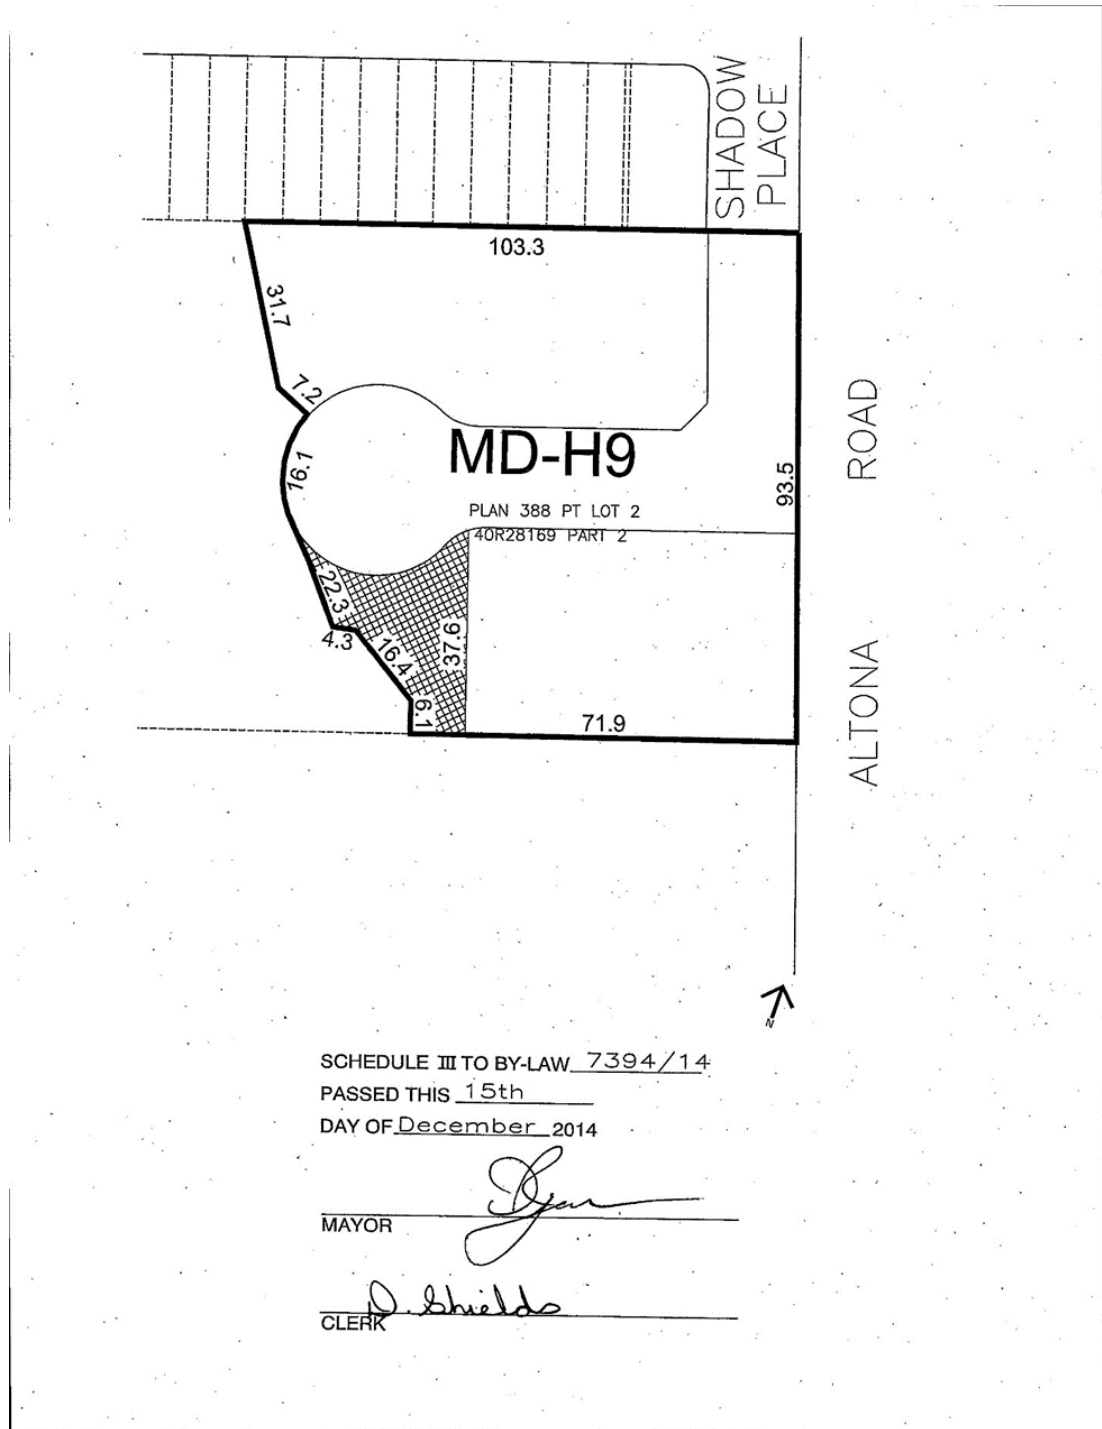 SHADOW
PLACE
103.3
31.7
7.2
ROAD
MD-H9
16.1
93.5
PLAN 388 PT LOT 2
40R28169 PART 2
22.3
4.3
16.4
37.6
ALTONA
6.1
71.9
N
SCHEDULE III TO BY-LAW 7394/14
PASSED THIS 15th
DAY OF December 2014
MAYOR
D. Shields
CLERK